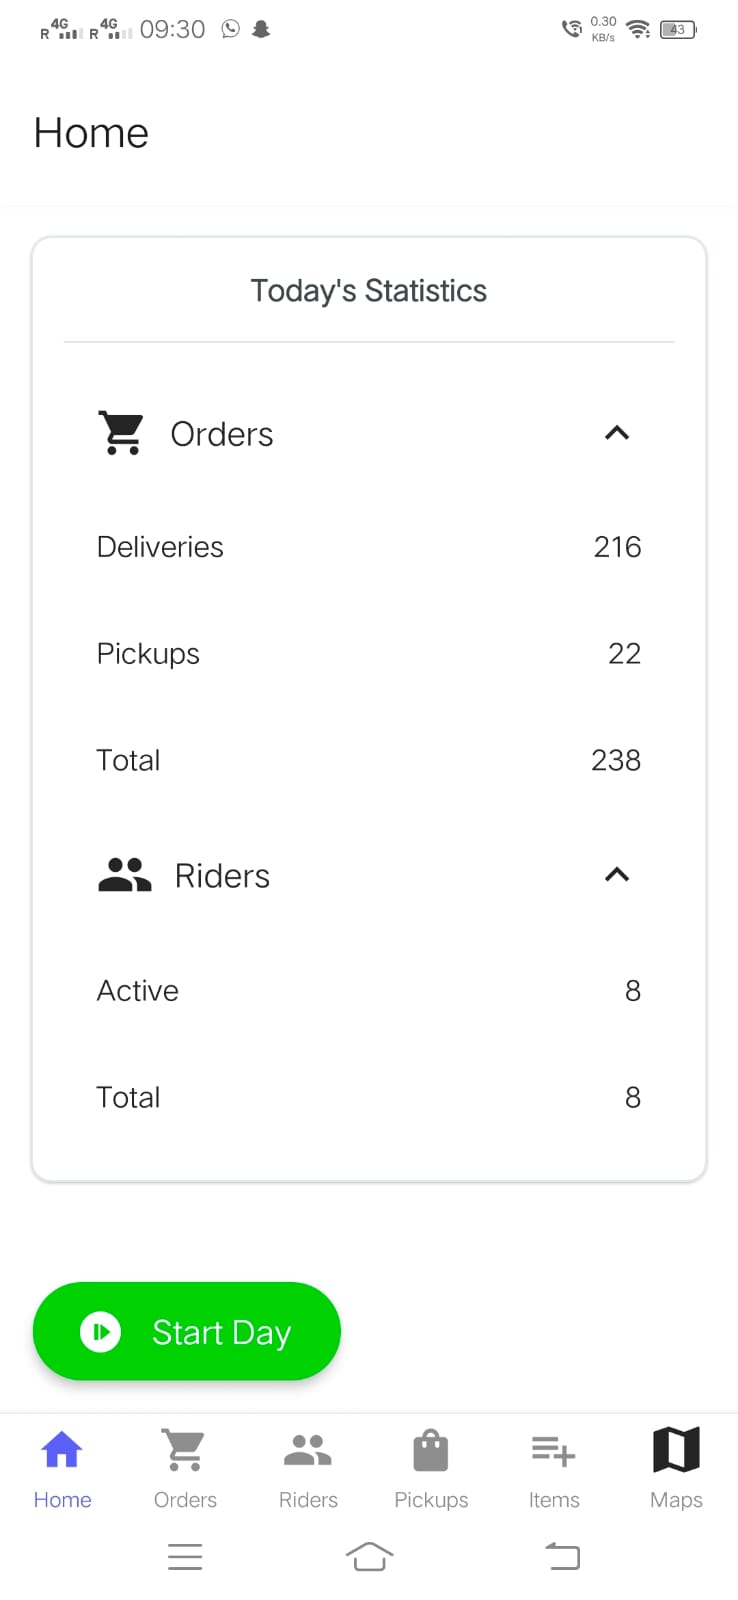 R 4G R 4G 09:30 0.30 KB/s 43
Home
Today's Statistics
Orders
Deliveries 216
Pickups 22
Total 238
Riders
Active 8
Total 8
Start Day
Home Orders Riders Pickups Items Maps